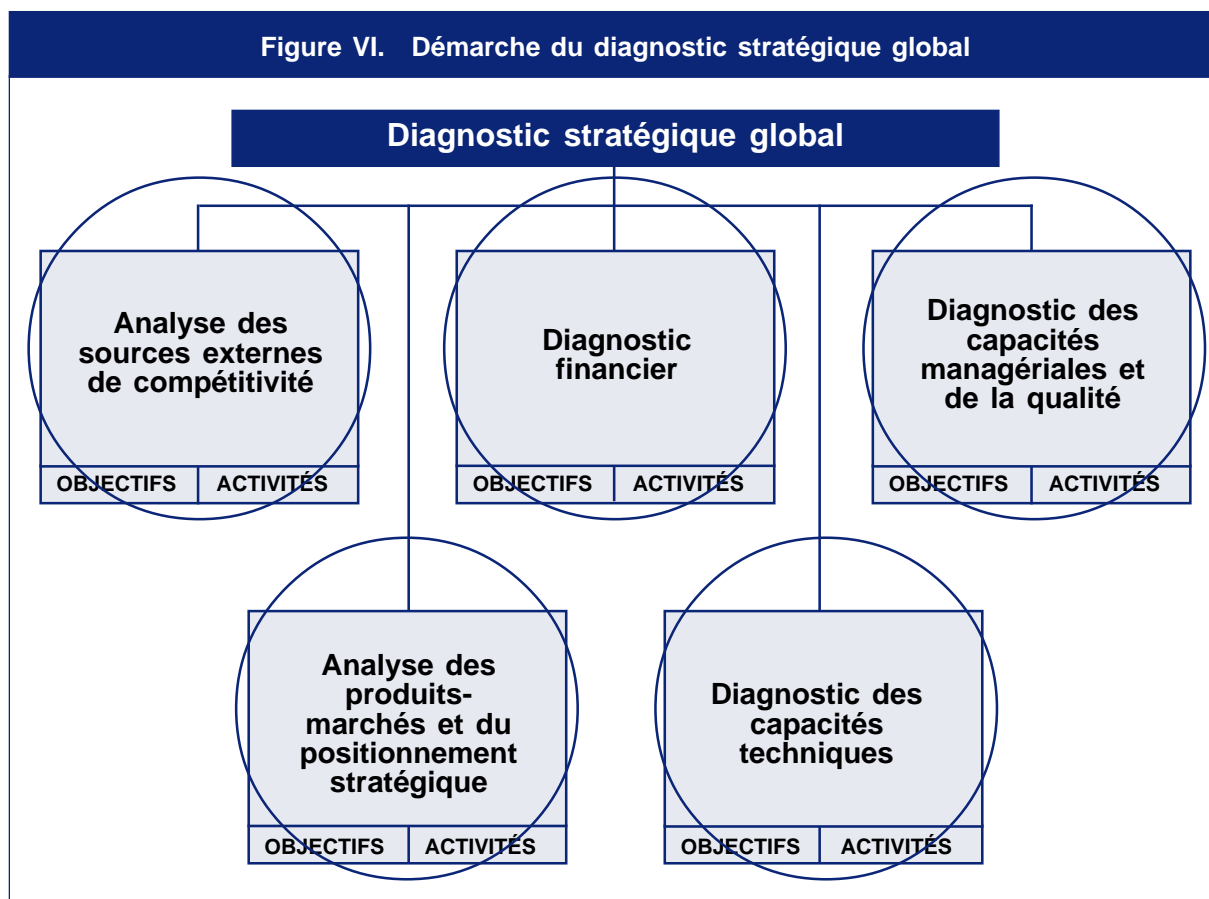 Figure VI. Démarche du diagnostic stratégique global
Diagnostic stratégique global
Analyse des
sources externes
de compétitivité
OBJECTIFS ACTIVITÉS
Diagnostic
financier
OBJECTIFS ACTIVITÉS
Diagnostic des
capacités
managériales et
de la qualité
OBJECTIFS ACTIVITÉS
Analyse des
produits-
marchés et du
positionnement
stratégique
OBJECTIFS ACTIVITÉS
Diagnostic des
capacités
techniques
OBJECTIFS ACTIVITÉS